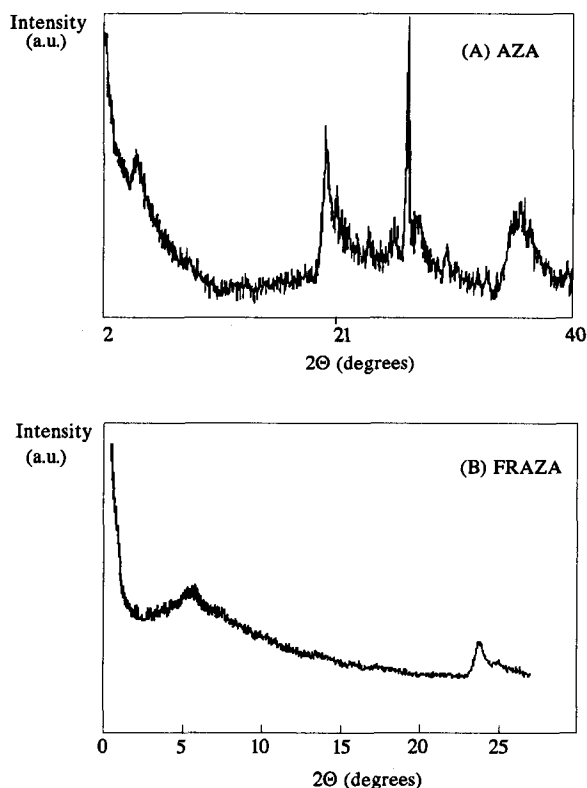 Intensity
(a.u.)
(A) AZA
2 21 40
2Θ (degrees)
Intensity
(a.u.)
(B) FRAZA
0 5 10 15 20 25
2Θ (degrees)